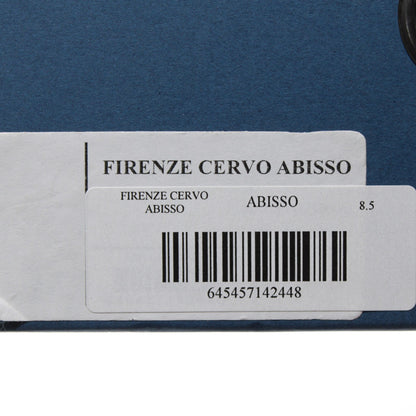 FIRENZE CERVO ABISSO
FIRENZE CERVO ABISSO 8.5
ABISSO
645457142448